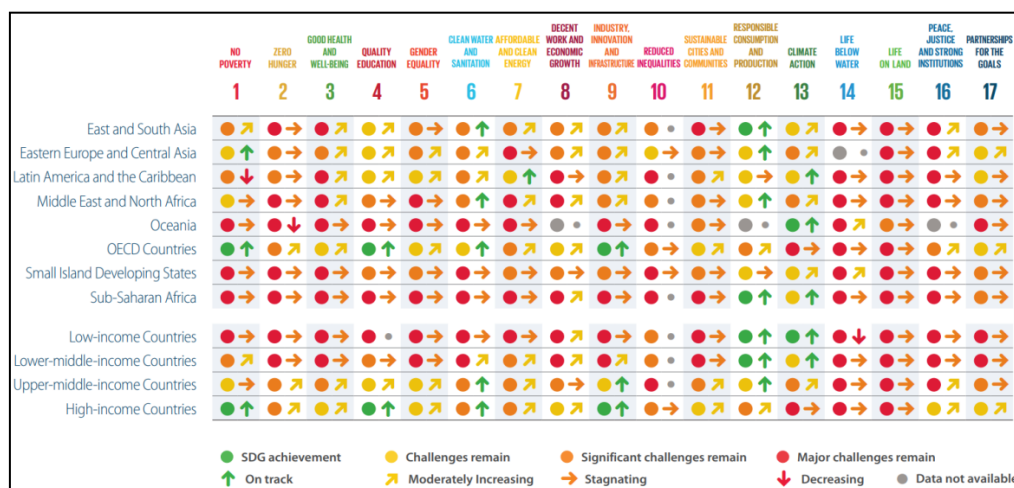 NO
POVERTY
ZERO
HUNGER
GOOD HEALTH
AND
WELL-BEING
QUALITY
EDUCATION
GENDER
EQUALITY
CLEAN WATER
AND
SANITATION
AFFORDABLE
AND CLEAN
ENERGY
DECENT
WORK AND
ECONOMIC
GROWTH
INDUSTRY,
INNOVATION
AND
INFRASTRUCTURE
REDUCED
INEQUALITIES
SUSTAINABLE
CITIES AND
COMMUNITIES
RESPONSIBLE
CONSUMPTION
AND
PRODUCTION
CLIMATE
ACTION
LIFE
BELOW
WATER
LIFE
ON LAND
PEACE,
JUSTICE
AND STRONG
INSTITUTIONS
PARTNERSHIPS
FOR THE
GOALS
1 2 3 4 5 6 7 8 9 10 11 12 13 14 15 16 17
East and South Asia
Eastern Europe and Central Asia
Latin America and the Caribbean
Middle East and North Africa
Oceania
OECD Countries
Small Island Developing States
Sub-Saharan Africa
Low-income Countries
Lower-middle-income Countries
Upper-middle-income Countries
High-income Countries
SDG achievement Challenges remain Significant challenges remain Major challenges remain
On track Moderately Increasing Stagnating Decreasing Data not available